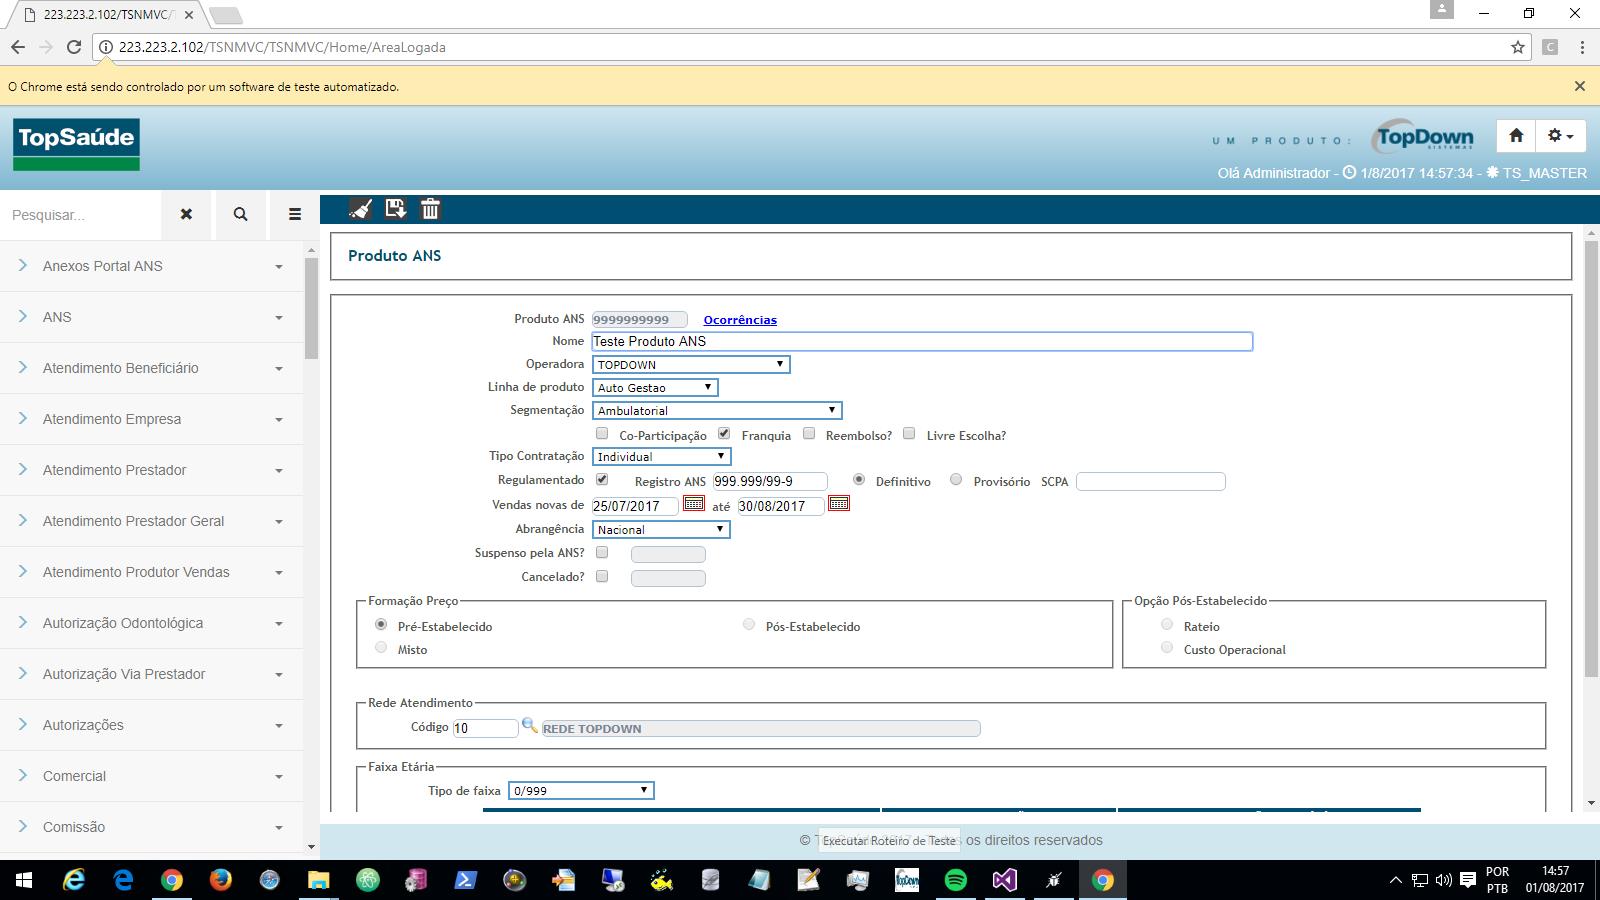 223.223.2.102/TSNMVC/T
223.223.2.102/TSNMVC/TSNMVC/Home/AreaLogada
C
O Chrome está sendo controlado por um software de teste automatizado.
TopSaúde
UM PRODUTO:
TopDown
SISTEMAS
Olá Administrador - 1/8/2017 14:57:34 - TS_MASTER
Pesquisar...
Anexos Portal ANS
ANS
Atendimento Beneficiário
Atendimento Empresa
Atendimento Prestador
Atendimento Prestador Geral
Atendimento Produtor Vendas
Autorização Odontológica
Autorização Via Prestador
Autorizações
Comercial
Comissão
Produto ANS
Produto ANS 9999999999 Ocorrências
Nome Teste Produto ANS
Operadora TOPDOWN
Linha de produto Auto Gestao
Segmentação Ambulatorial
Co-Participação Franquia Reembolso? Livre Escolha?
Tipo Contratação Individual
Regulamentado Registro ANS 999.999/99-9 Definitivo Provisório SCPA
Vendas novas de 25/07/2017 até 30/08/2017
Abrangência Nacional
Suspenso pela ANS?
Cancelado?
Formação Preço
Pré-Estabelecido Pós-Estabelecido
Misto
Opção Pós-Estabelecido
Rateio
Custo Operacional
Rede Atendimento
Código 10 REDE TOPDOWN
Faixa Etária
Tipo de faixa 0/999
© os direitos reservados
Executar Roteiro de Teste
TopDown
POR
PTB
14:57
01/08/2017